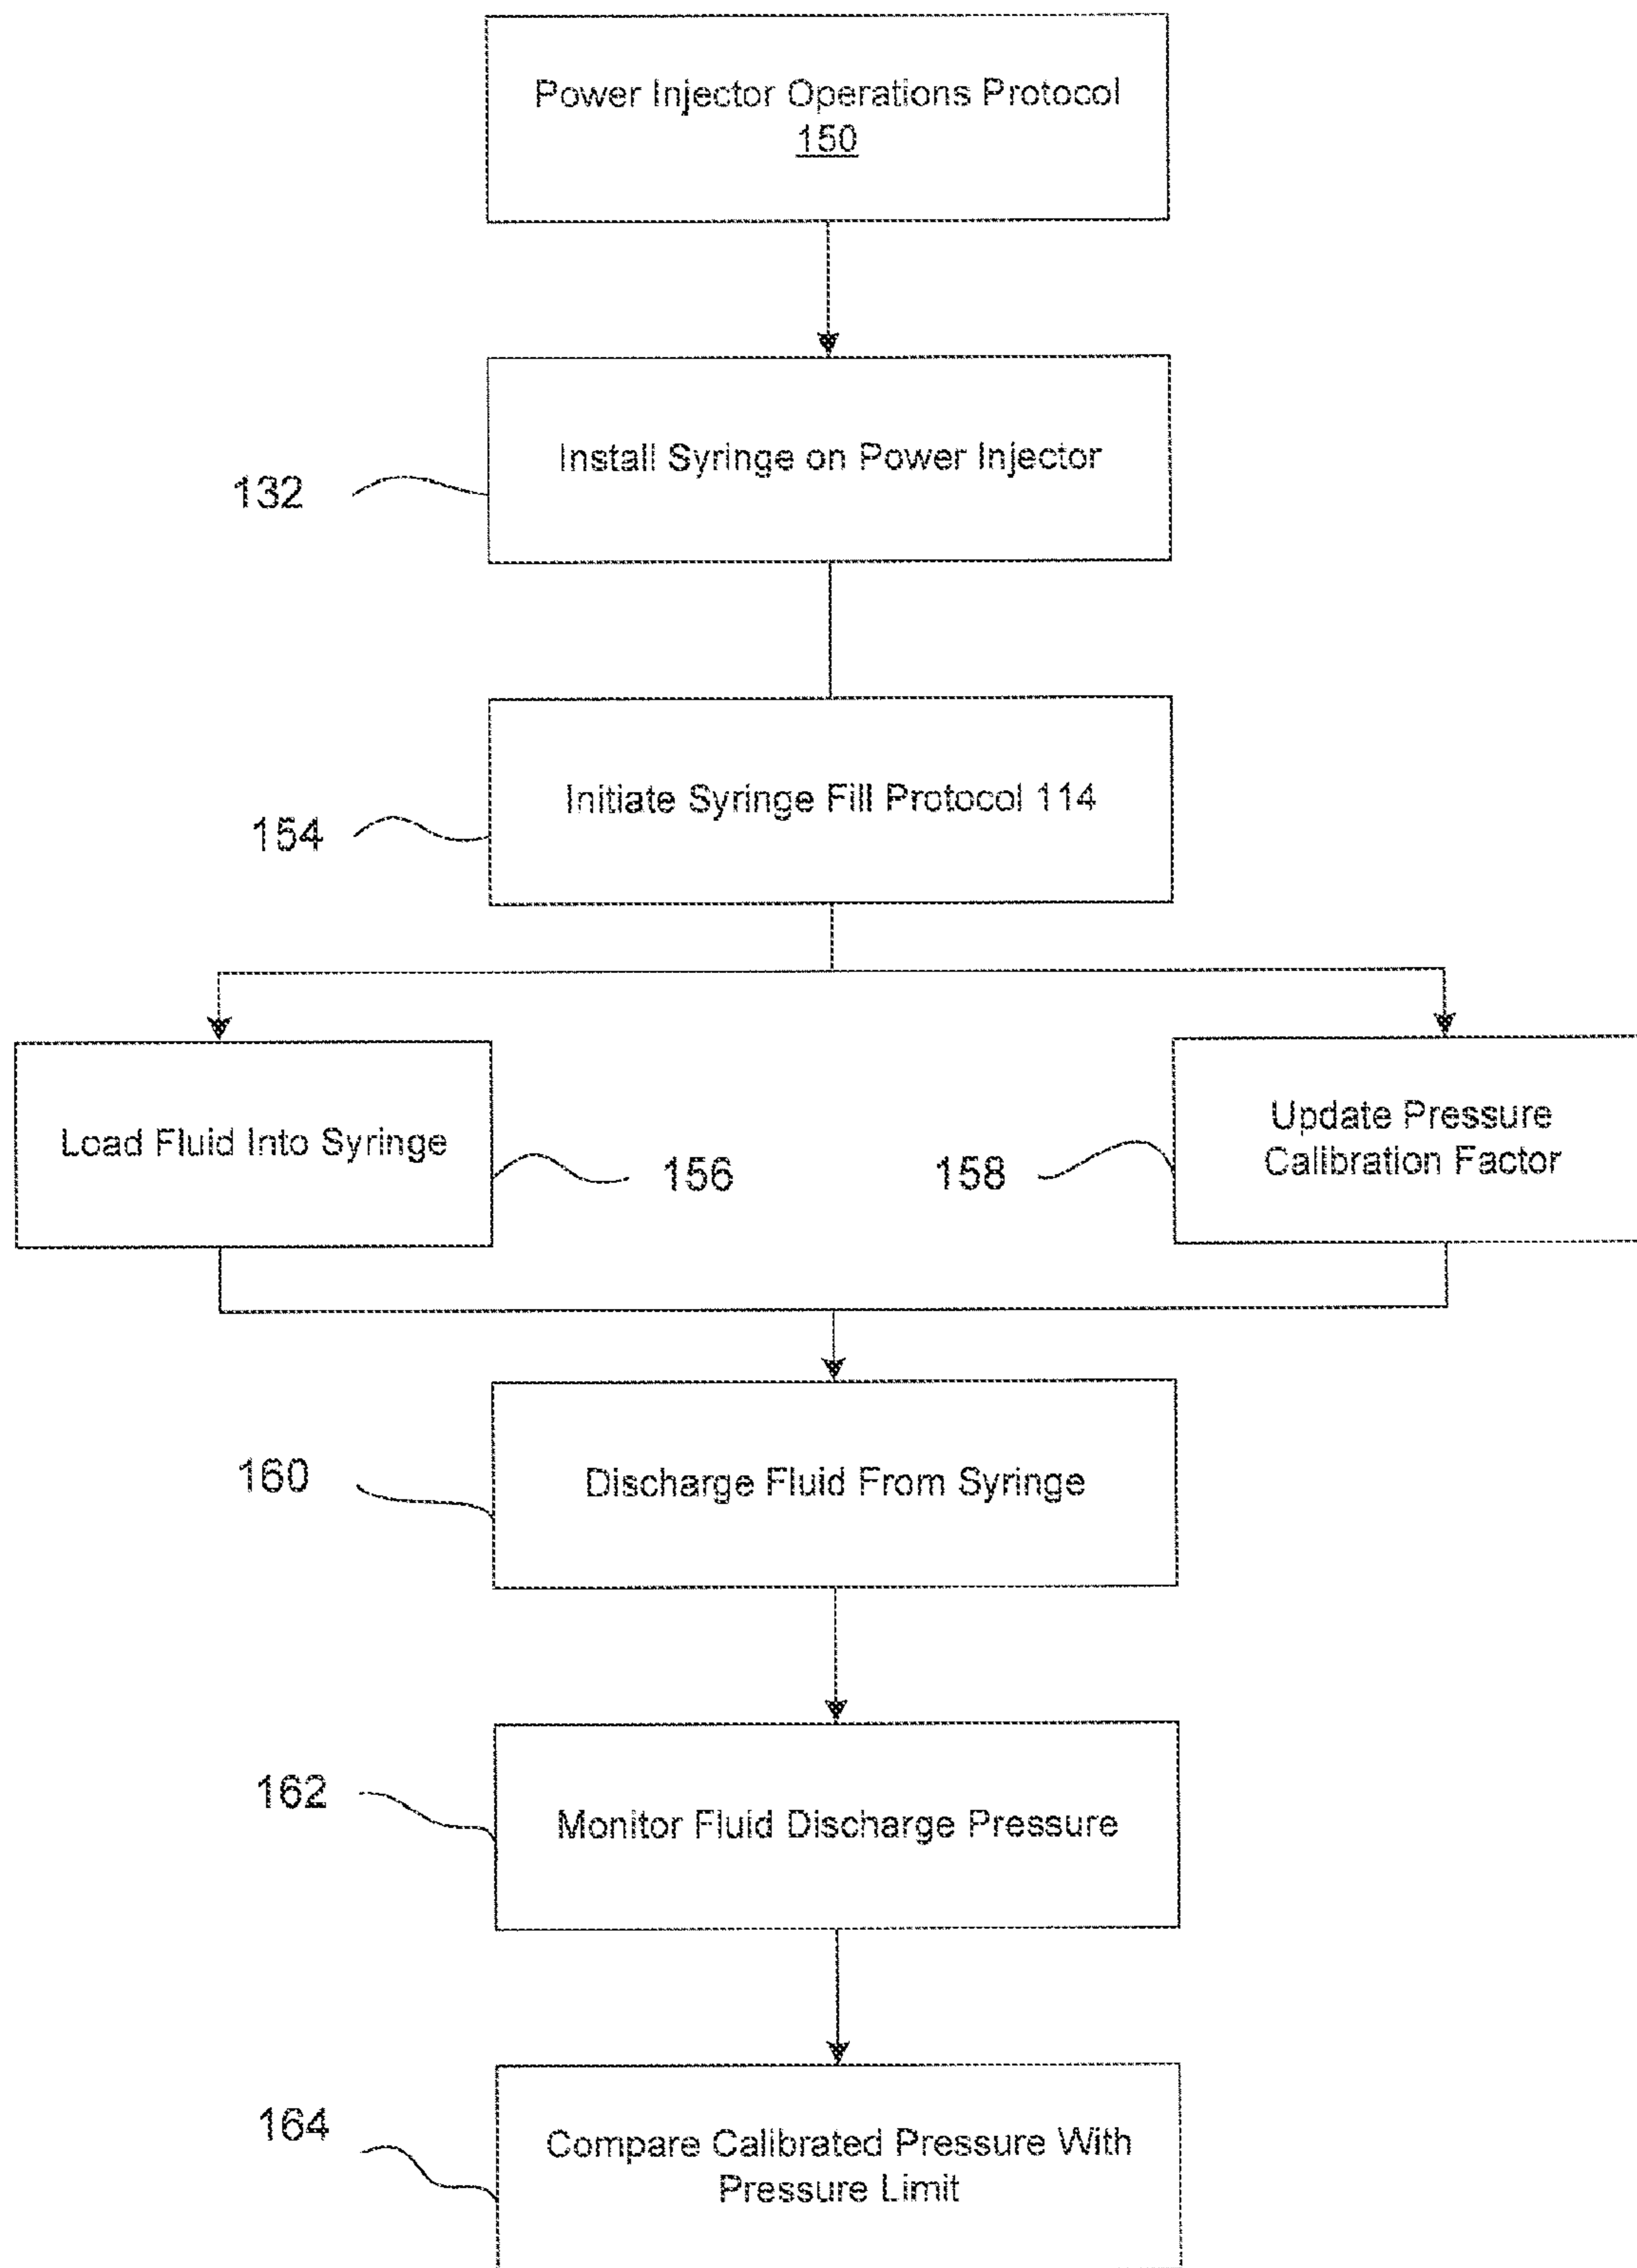 Power Injector Operations Protocol
150
Install Syringe on Power Injector
132
Initiate Syringe Fill Protocol 114
154
Load Fluid Into Syringe
156
158
Update Pressure
Calibration Factor
160
Discharge Fluid From Syringe
162
Monitor Fluid Discharge Pressure
164
Compare Calibrated Pressure With
Pressure Limit